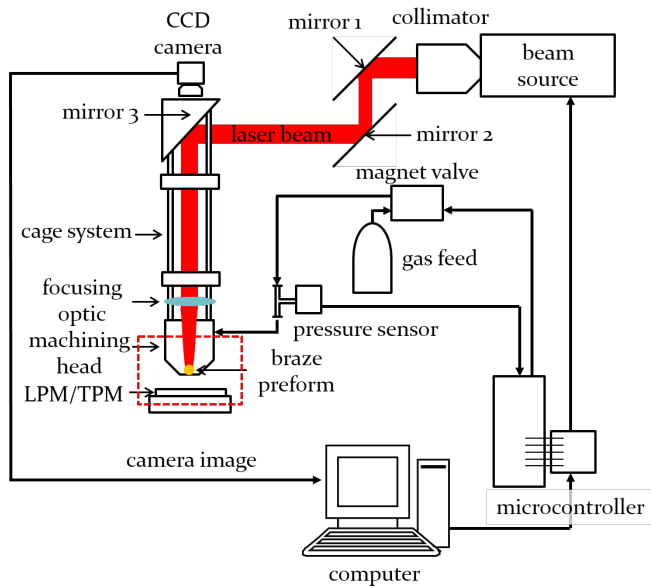 CCD
camera
mirror 1
collimator
beam
source
mirror 3
laser beam
mirror 2
magnet valve
cage system
gas feed
focusing
optic
pressure sensor
machining
head
braze
preform
LPM/TPM
camera image
microcontroller
computer